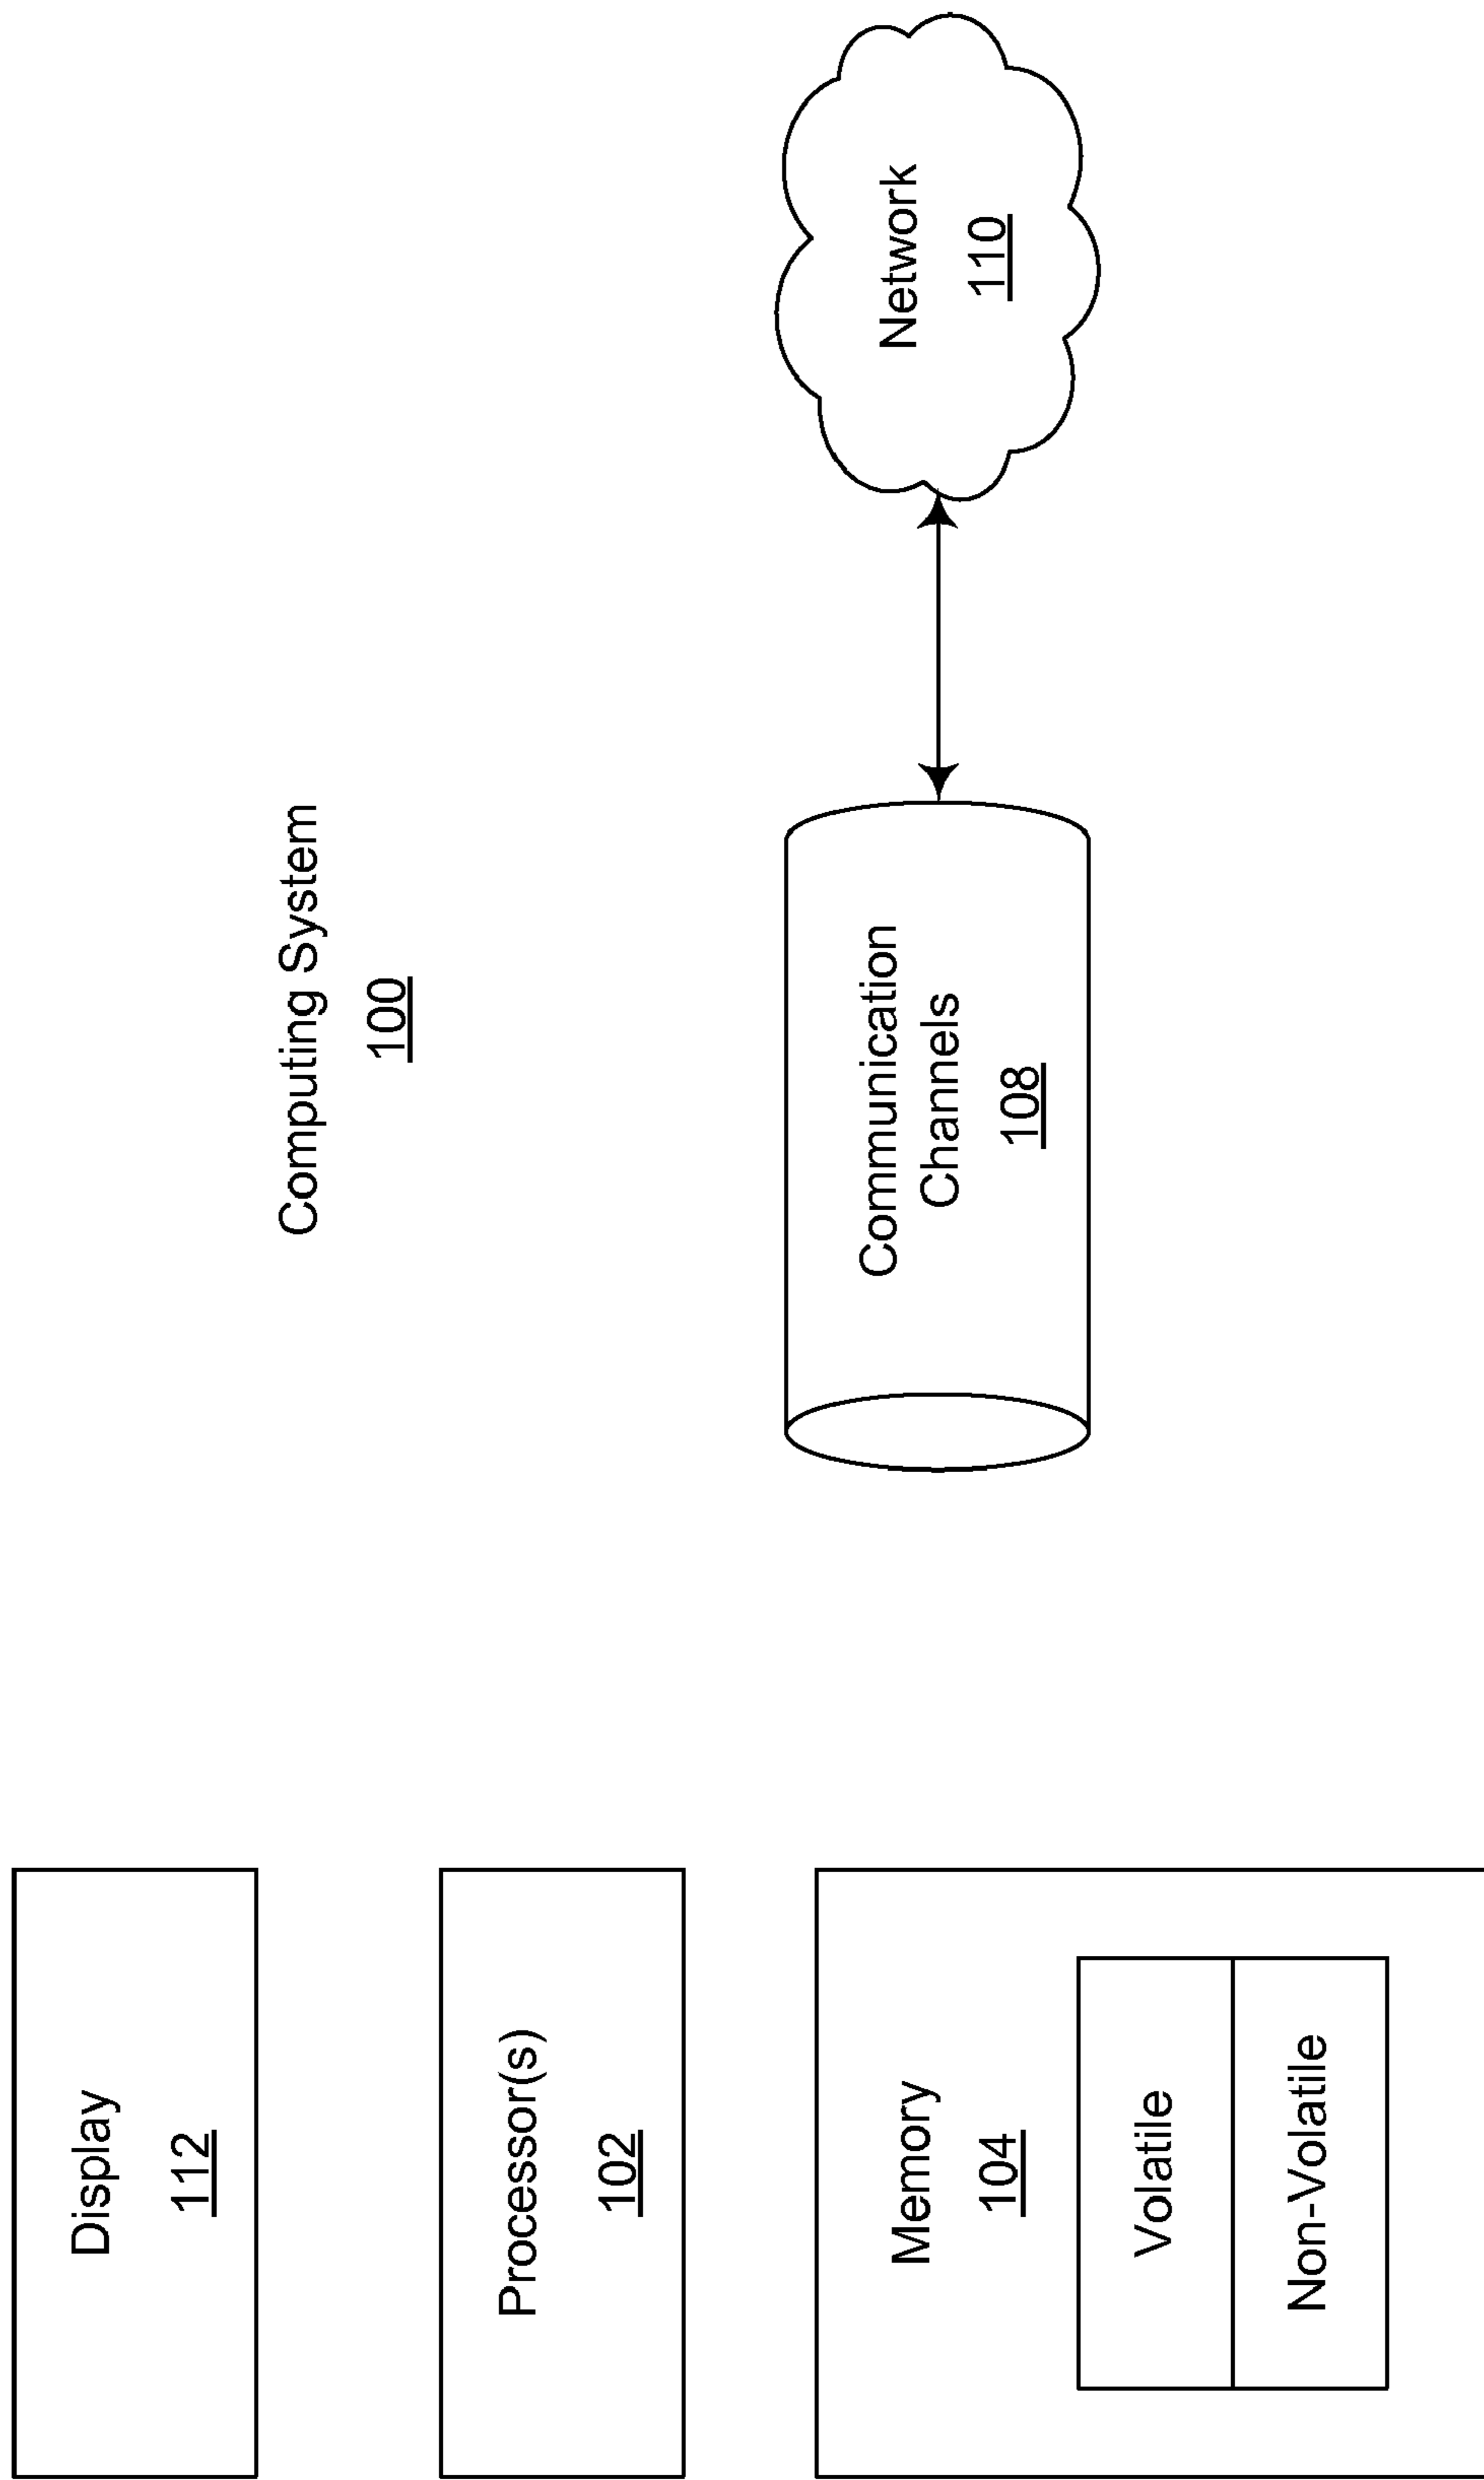 Computing System
100
Display
112
Processor(s)
102
Memory
104
Volatile
Non-Volatile
Communication
Channels
108
Network
110